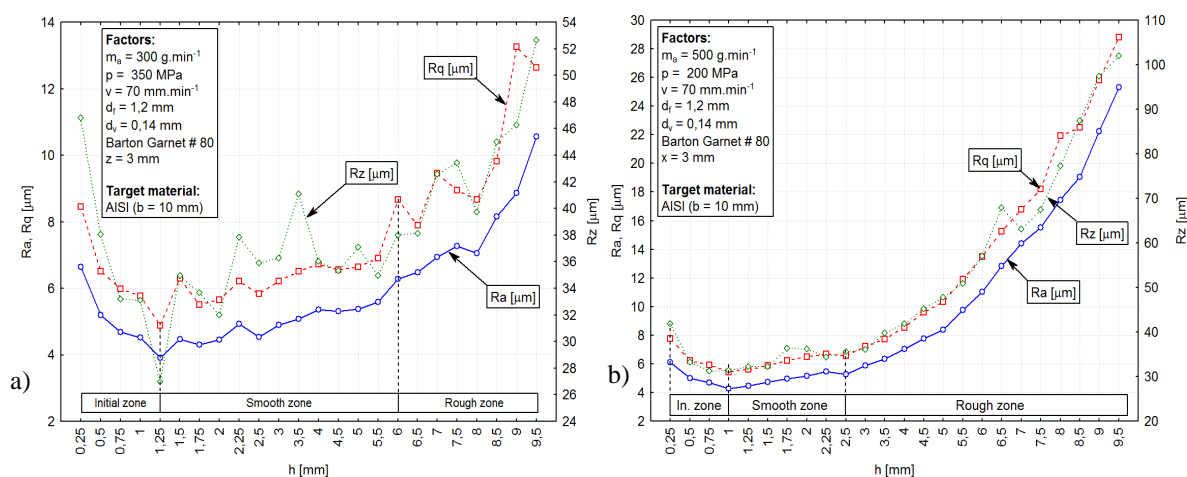 a)
Ra, Rq [μm]
14
12
10
8
6
4
2
Factors:
mₐ = 300 g.min⁻¹
p = 350 MPa
v = 70 mm.min⁻¹
d_f = 1,2 mm
dᵥ = 0,14 mm
Barton Garnet # 80
z = 3 mm
Target material:
AISI (b = 10 mm)
Rq [μm]
Rz [μm]
Ra [μm]
Initial zone
Smooth zone
Rough zone
54
52
50
48
46
44
42
40
38
36
34
32
30
28
26
24
Rz [μm]
0,25 0,5 0,75 1 1,25 1,5 1,75 2 2,25 2,5 3 3,5 4 4,5 5 5,5 6 6,5 7 7,5 8 8,5 9 9,5
h [mm]
b)
Ra, Rq [μm]
30
28
26
24
22
20
18
16
14
12
10
8
6
4
2
Factors:
mₐ = 500 g.min⁻¹
p = 200 MPa
v = 70 mm.min⁻¹
d_f = 1,2 mm
dᵥ = 0,14 mm
Barton Garnet # 80
x = 3 mm
Target material:
AISI (b = 10 mm)
Rq [μm]
Rz [μm]
Ra [μm]
In. zone
Smooth zone
Rough zone
110
100
90
80
70
60
50
40
30
20
Rz [μm]
0,25 0,5 0,75 1 1,25 1,5 1,75 2 2,25 2,5 3 3,5 4 4,5 5 5,5 6 6,5 7 7,5 8 8,5 9 9,5
h [mm]